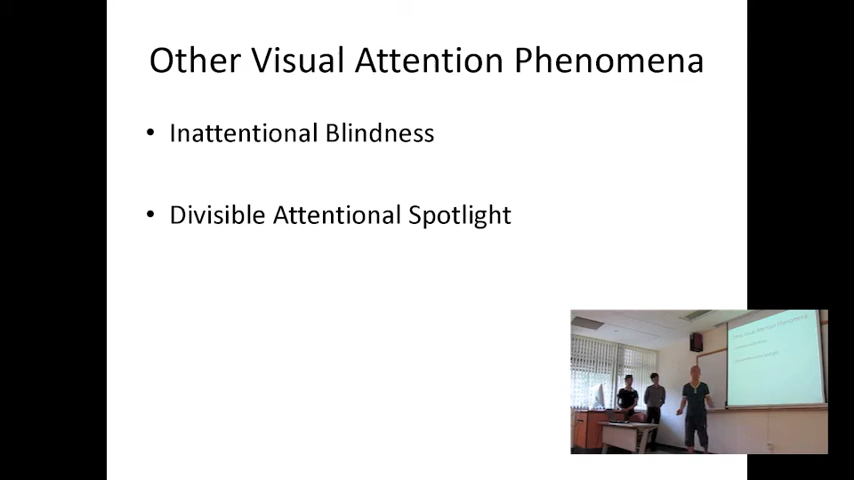 Other Visual Attention Phenomena
• Inattentional Blindness
• Divisible Attentional Spotlight